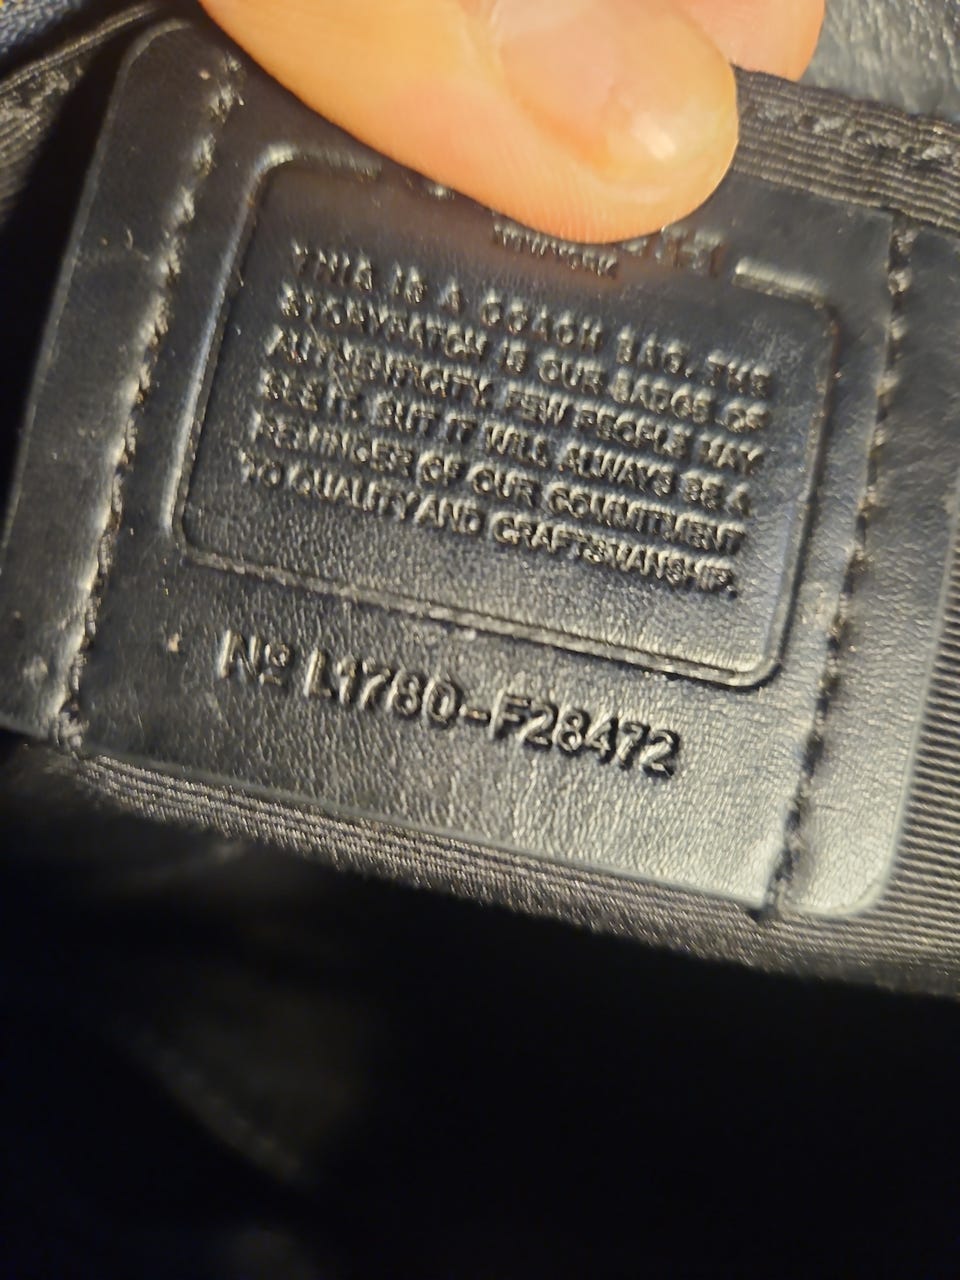 THIS IS A COACH BAG. THE
STORYPATCH IS OUR BADGE OF
AUTHENTICITY. FEW PEOPLE MAY
SEE IT. BUT IT WILL ALWAYS BE A
REMINDER OF OUR COMMITMENT
TO QUALITY AND CRAFTSMANSHIP.
Nº L1780-F28472